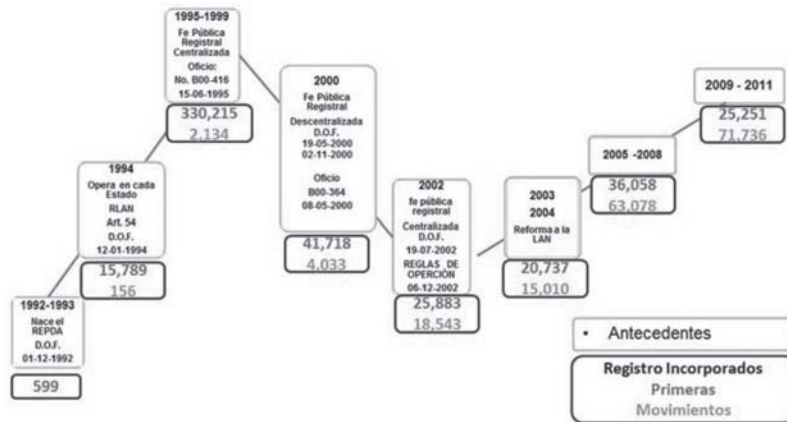 1995-1999
Fe Pública
Registral
Centralizada
Oficio:
No. B00-416
15-06-1995
330,215
2,134
2000
Fe Pública
Registral
Descentralizada
D.O.F.
19-05-2000
02-11-2000
Oficio
B00-364
08-05-2000
41,718
4,033
2009 - 2011
25,251
71,736
2005 -2008
36,058
63,078
1994
Opera en cada
Estado
RLAN
Art. 54
D.O.F.
12-01-1994
15,789
156
2002
fe pública
registral
Centralizada
D.O.F.
19-07-2002
REGLAS DE
OPERCIÓN
06-12-2002
25,883
18,543
2003
2004
Reforma a la
LAN
20,737
15,010
1992-1993
Nace el
REPDA
D.O.F.
01-12-1992
599
• Antecedentes
Registro Incorporados
Primeras
Movimientos